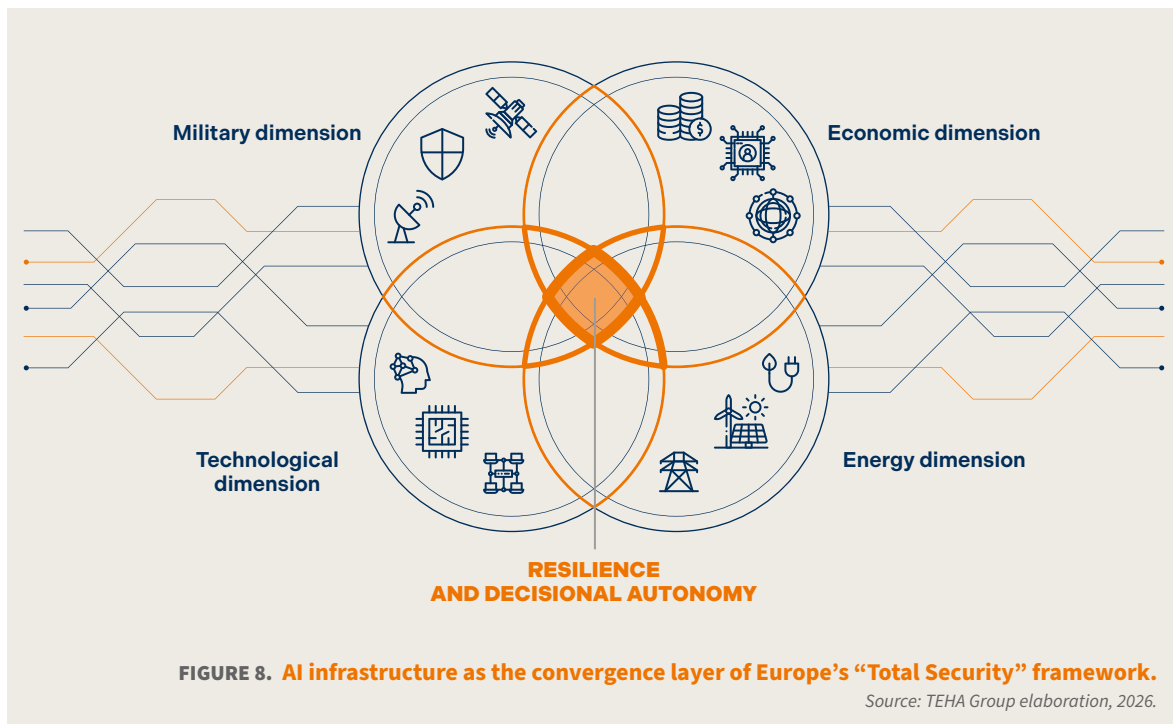 Military dimension
Economic dimension
$
Technological
dimension
Energy dimension
RESILIENCE
AND DECISIONAL AUTONOMY
FIGURE 8. AI infrastructure as the convergence layer of Europe’s “Total Security” framework.
Source: TEHA Group elaboration, 2026.